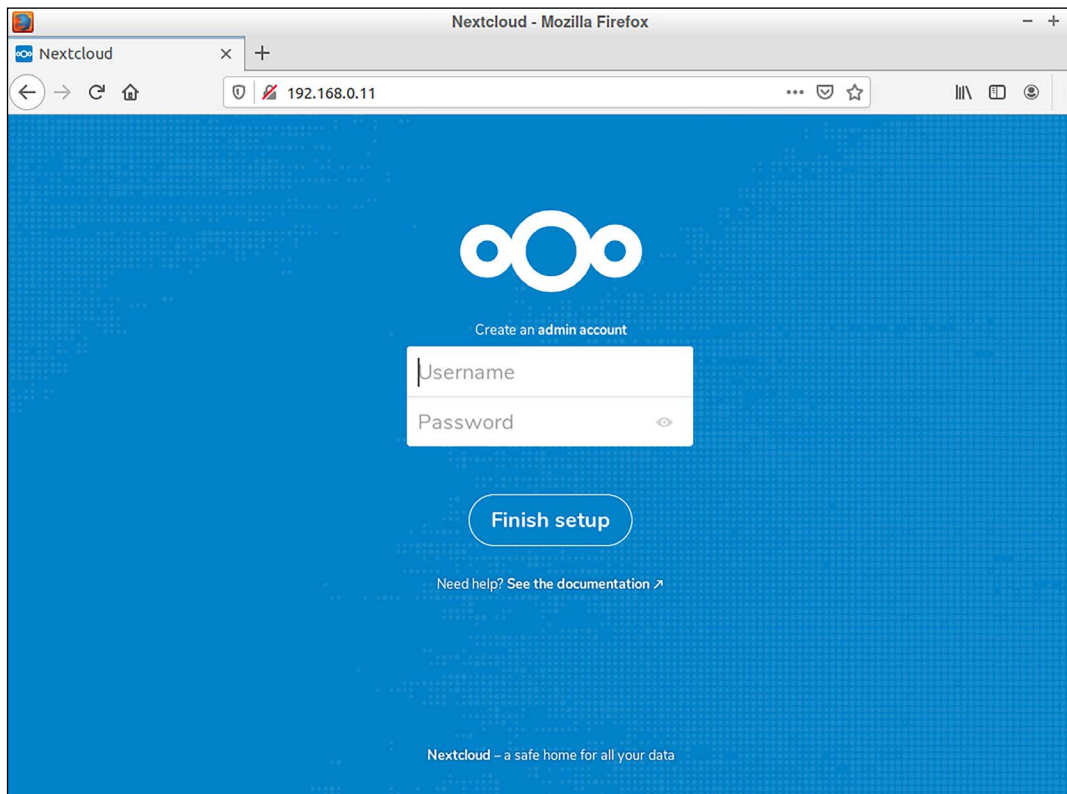 Nextcloud - Mozilla Firefox
Nextcloud
192.168.0.11
Create an admin account
Username
Password
Finish setup
Need help? See the documentation ↗
Nextcloud – a safe home for all your data